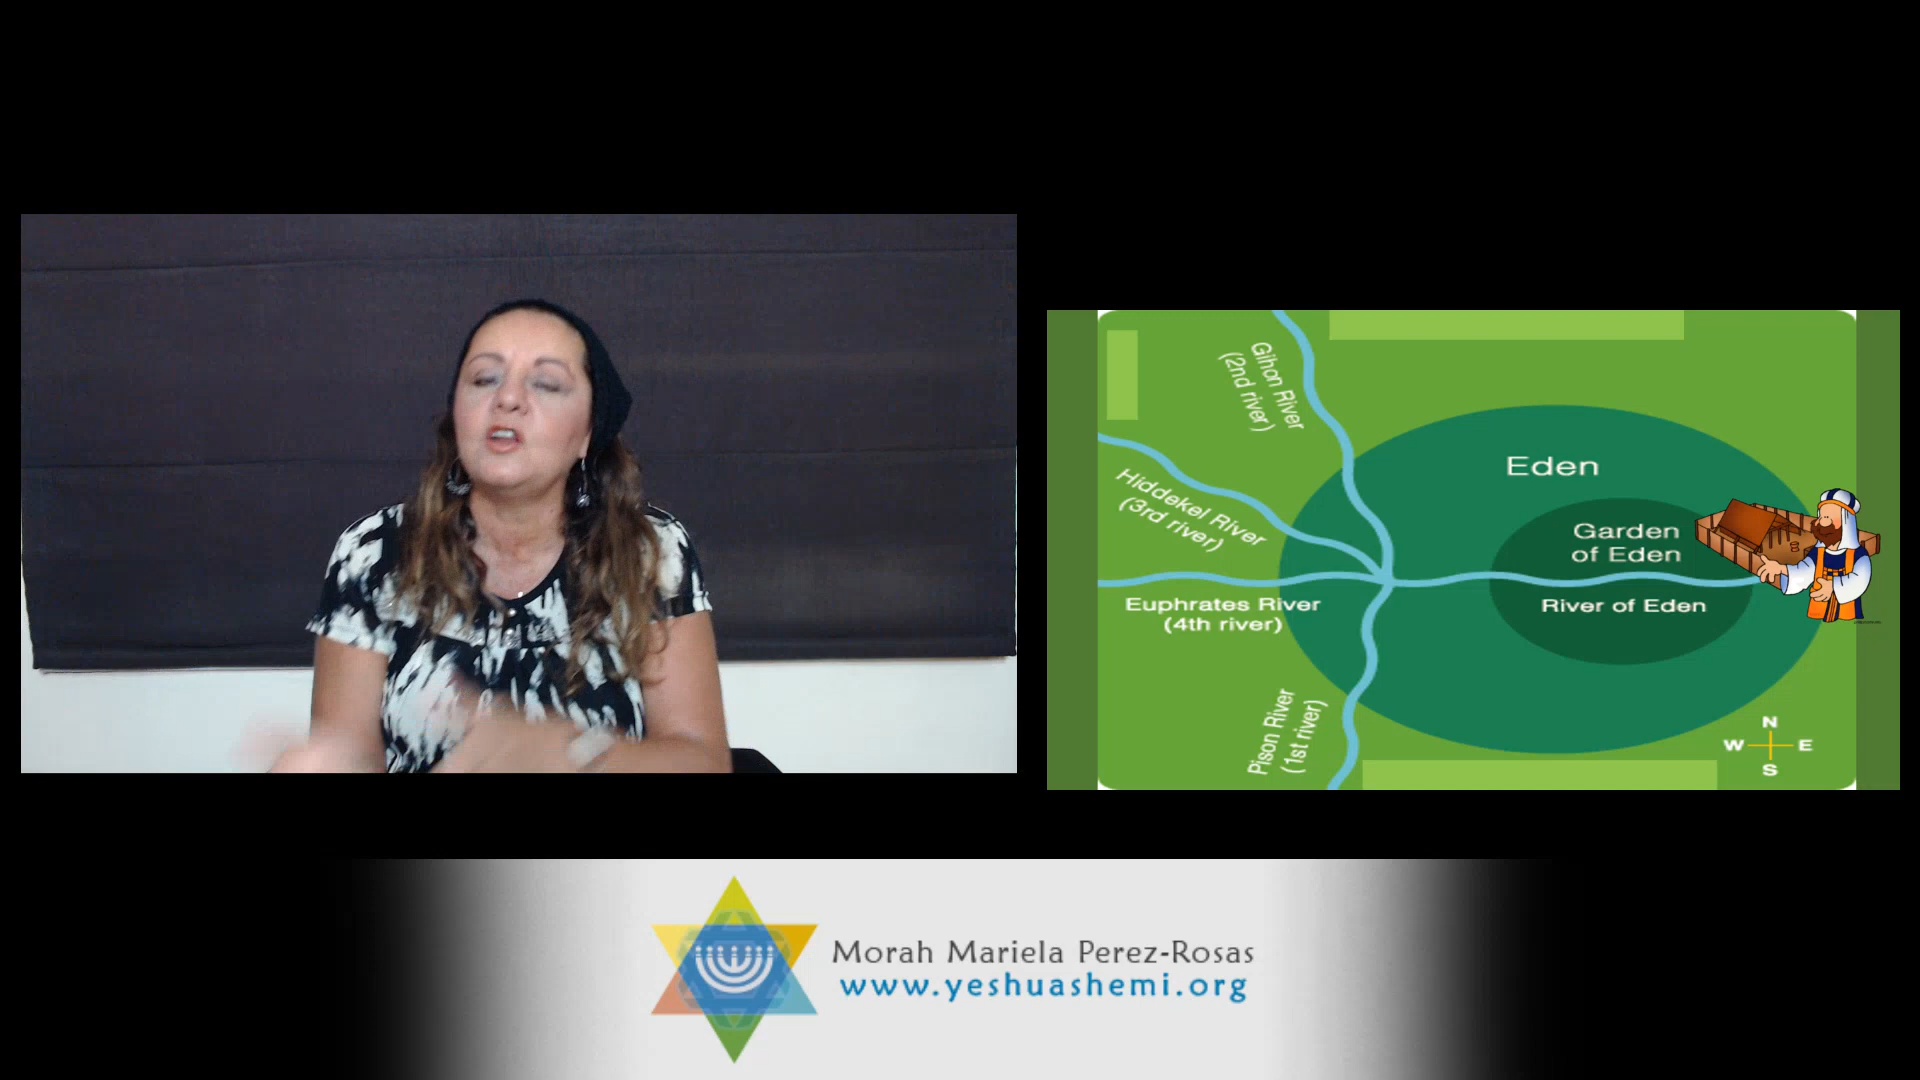 Gihon River
(2nd river)
Hiddekel River
(3rd river)
Euphrates River
(4th river)
Pison River
(1st river)
Eden
Garden
of Eden
River of Eden
N
W E
S
Morah Mariela Perez-Rosas
www.yeshuashemi.org